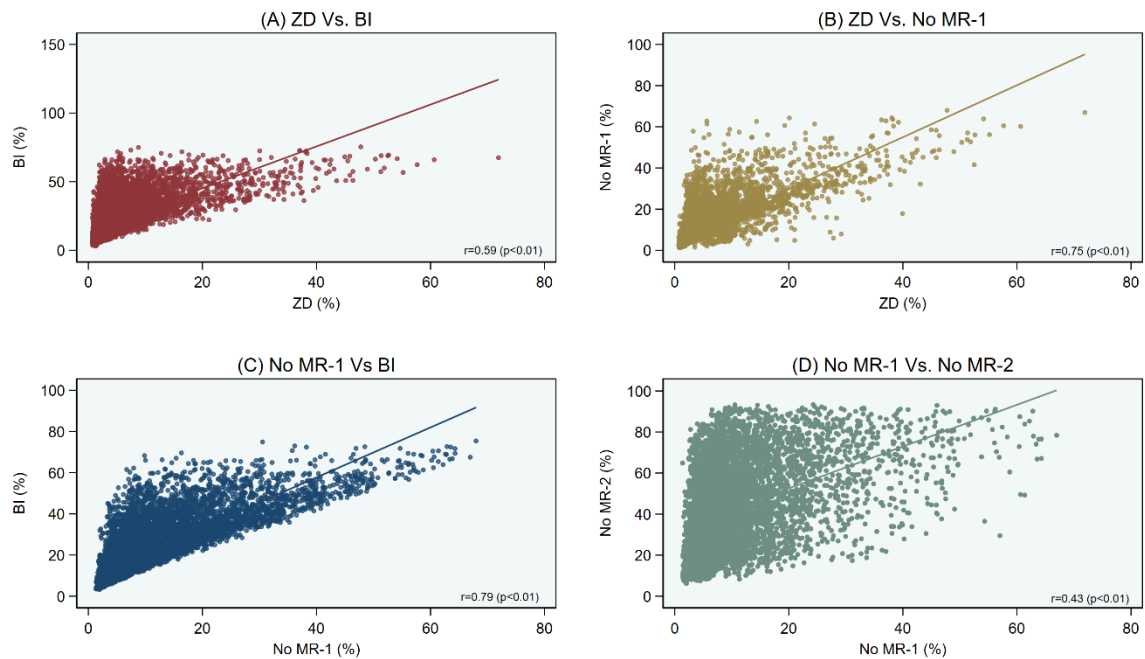 (A) ZD Vs. BI
BI (%)
150
100
50
0
r=0.59 (p<0.01)
0 20 40 60 80
ZD (%)
(B) ZD Vs. No MR-1
No MR-1 (%)
100
80
60
40
20
0
r=0.75 (p<0.01)
0 20 40 60 80
ZD (%)
(C) No MR-1 Vs BI
BI (%)
100
80
60
40
20
0
r=0.79 (p<0.01)
0 20 40 60 80
No MR-1 (%)
(D) No MR-1 Vs. No MR-2
No MR-2 (%)
100
80
60
40
20
0
r=0.43 (p<0.01)
0 20 40 60 80
No MR-1 (%)